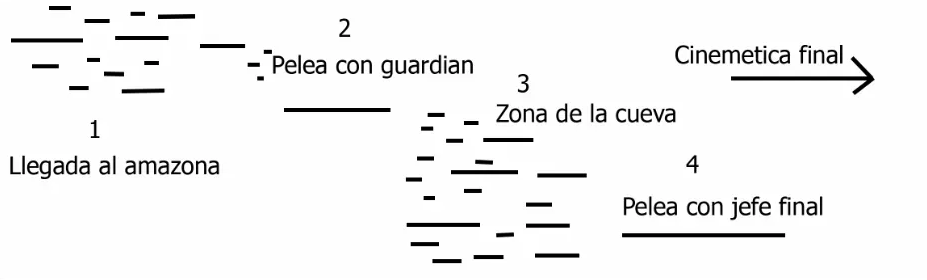 1
Llegada al amazona
2
Pelea con guardian
3
Zona de la cueva
4
Pelea con jefe final
Cinemetica final